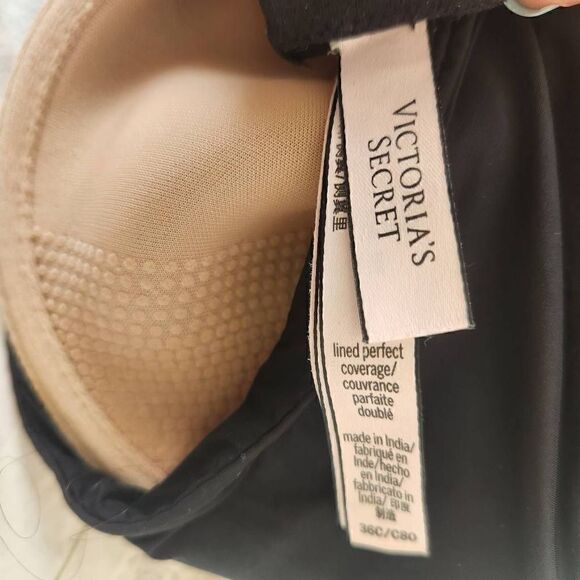 VICTORIA'S
SECRET
lined perfect
coverage/
couvrance
parfaite
doublé
made in India/
fabriqué en
Inde/hecho
en India/
fabbricato in
India/ 印度
制造
36C/C80